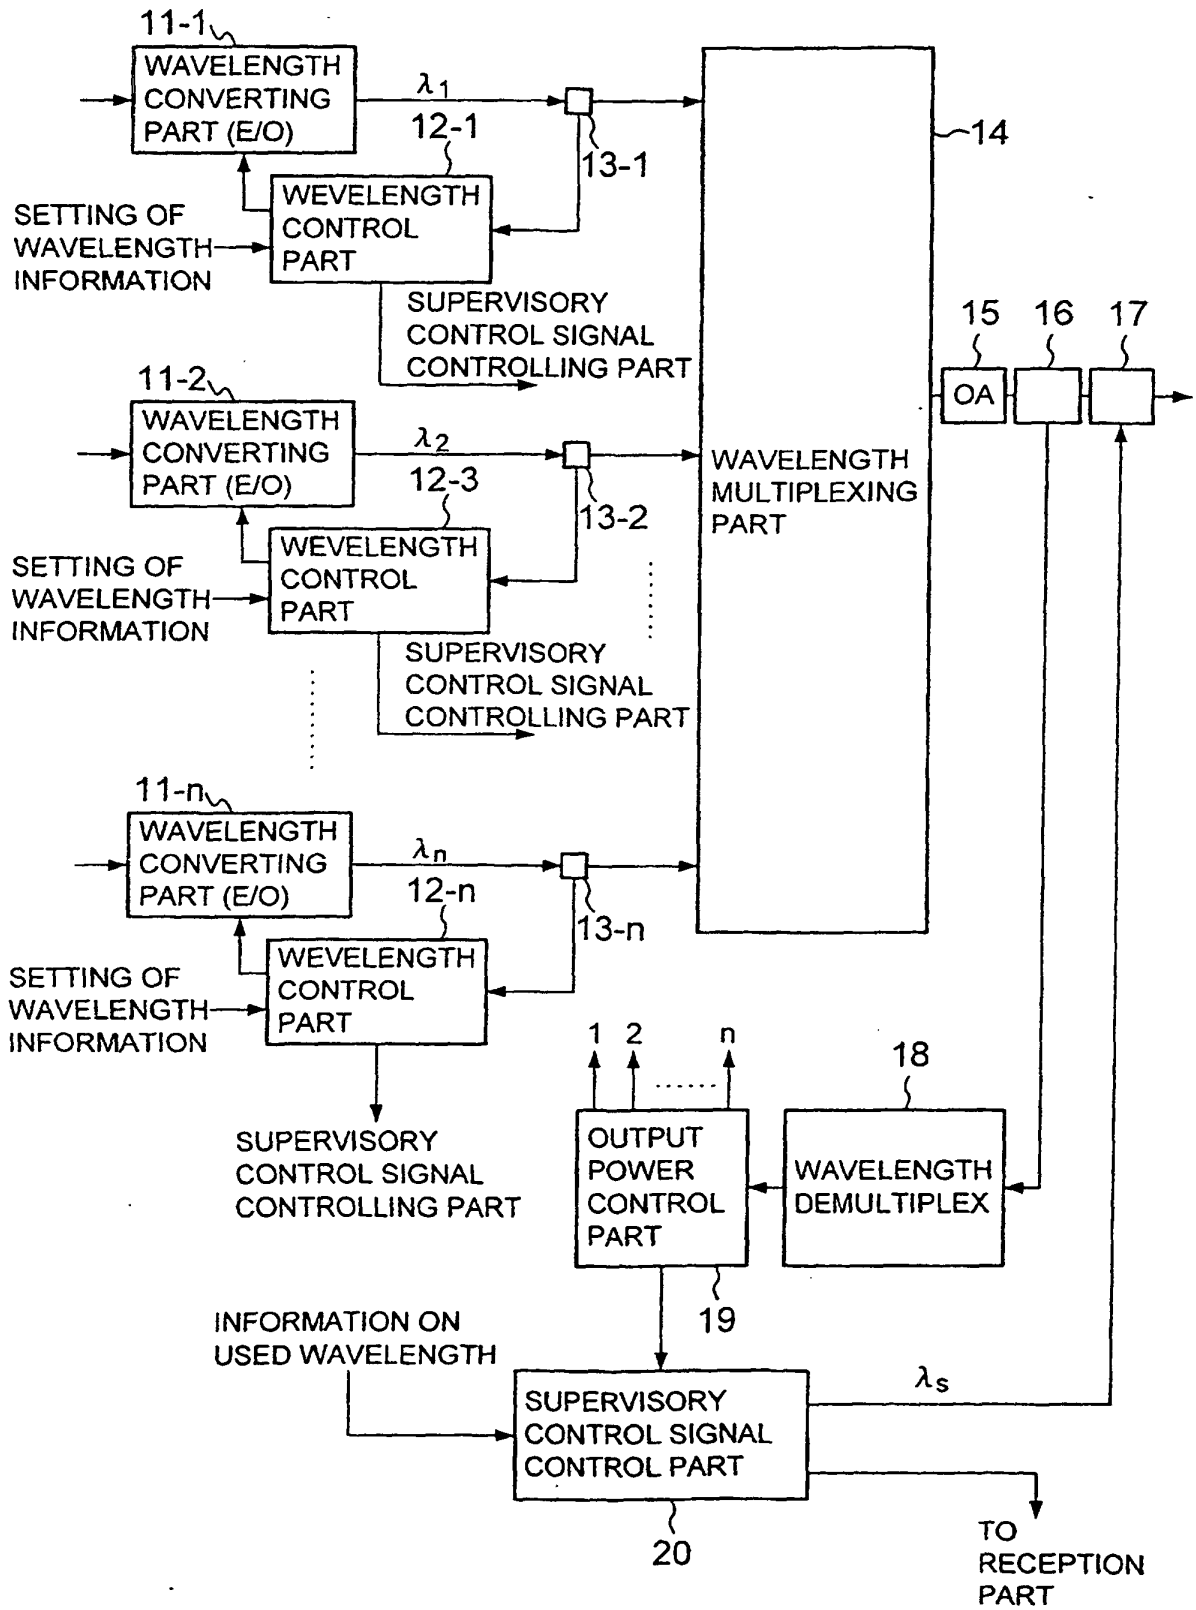 11-1
WAVELENGTH
CONVERTING
PART (E/O)
λ1
12-1
13-1
14
WEVELENGTH
CONTROL
PART
SETTING OF
WAVELENGTH
INFORMATION
SUPERVISORY
CONTROL SIGNAL
CONTROLLING PART
15
16
17
OA
11-2
WAVELENGTH
CONVERTING
PART (E/O)
λ2
12-3
13-2
WAVELENGTH
MULTIPLEXING
PART
WEVELENGTH
CONTROL
PART
SETTING OF
WAVELENGTH
INFORMATION
SUPERVISORY
CONTROL SIGNAL
CONTROLLING PART
11-n
WAVELENGTH
CONVERTING
PART (E/O)
λn
12-n
13-n
WEVELENGTH
CONTROL
PART
SETTING OF
WAVELENGTH
INFORMATION
SUPERVISORY
CONTROL SIGNAL
CONTROLLING PART
1 2 n
18
OUTPUT
POWER
CONTROL
PART
WAVELENGTH
DEMULTIPLEX
19
INFORMATION ON
USED WAVELENGTH
λs
SUPERVISORY
CONTROL SIGNAL
CONTROL PART
20
TO
RECEPTION
PART